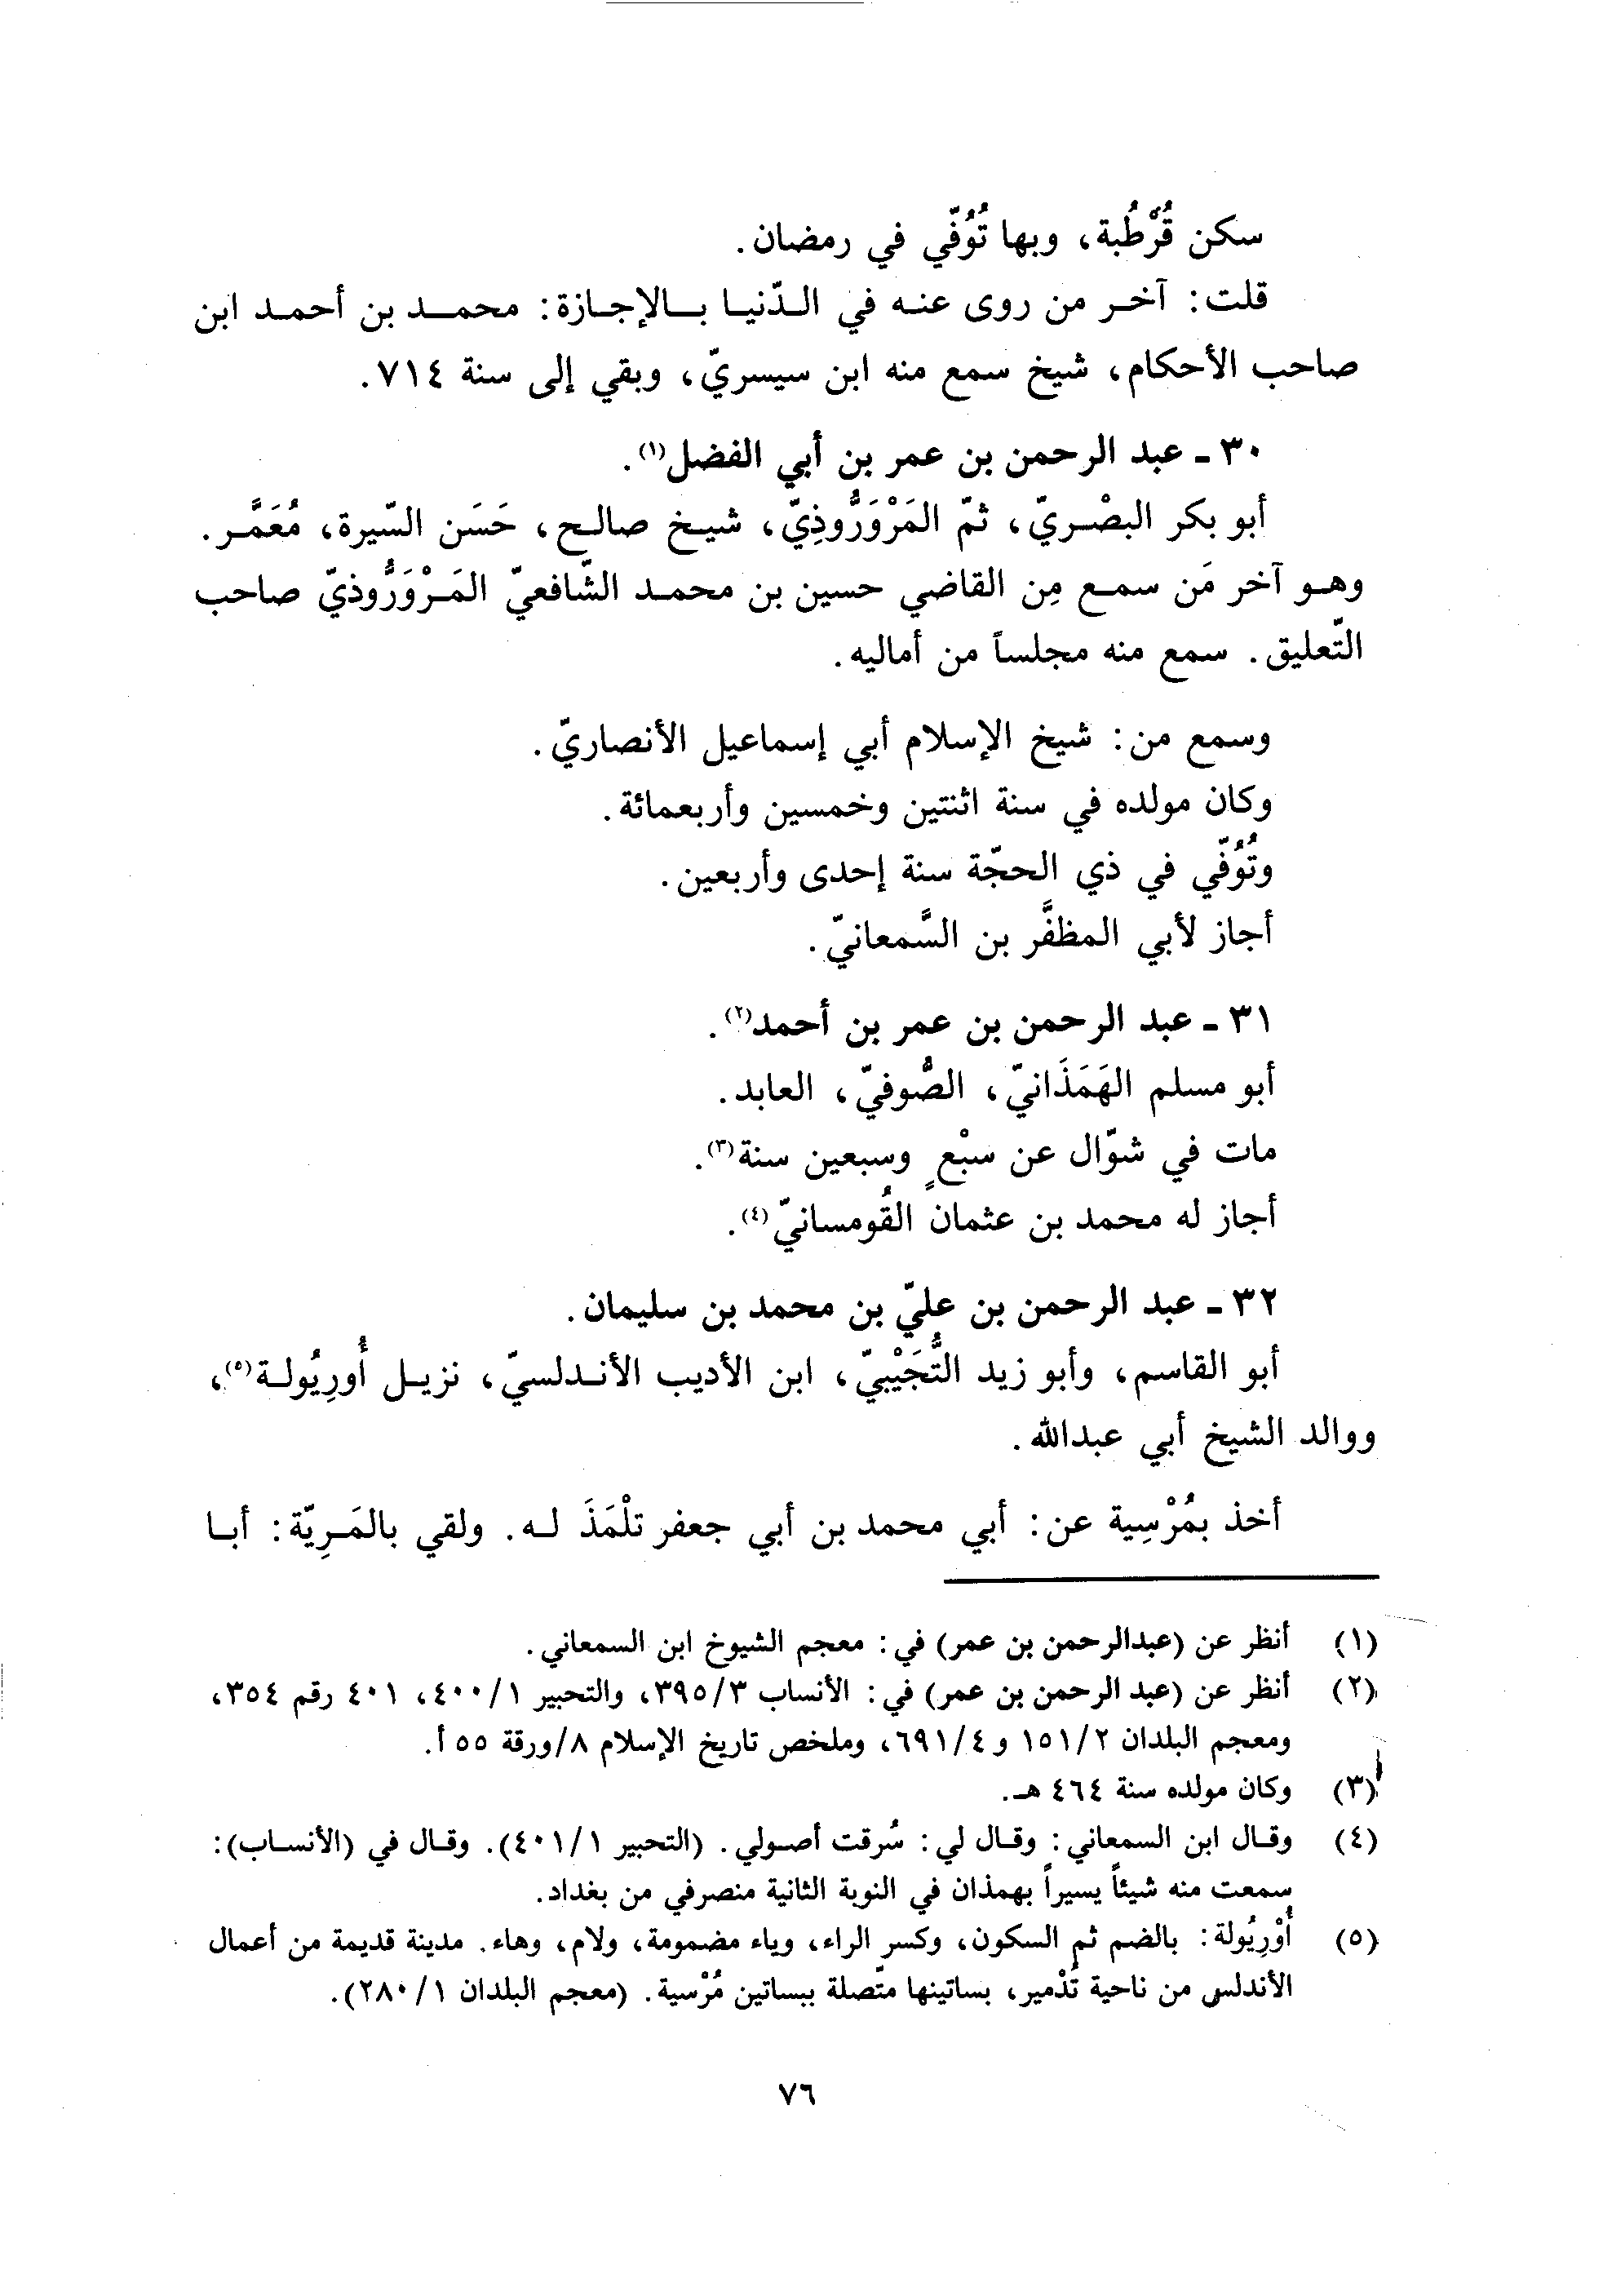 سكن قُرْطُبة، وبها تُوُفّي في رمضان.
قلت: آخر من روى عنه في الدّنيا بالإجازة: محمد بن أحمد ابن
صاحب الأحكام، شيخ سمع منه ابن سيسريّ، وبقي إلى سنة ٧١٤.
٣٠ - عبد الرحمن بن عمر بن أبي الفضل(١).
أبو بكر البصْريّ، ثمّ المَرْوَرُّوذِيّ، شيخ صالح، حَسَن السّيرة، مُعَمَّر.
وهو آخر مَن سمع مِن القاضي حسين بن محمد الشّافعيّ المَرْوَرُّوذيّ صاحب
التّعليق. سمع منه مجلساً من أماليه.
وسمع من: شيخ الإسلام أبي إسماعيل الأنصاريّ.
وكان مولده في سنة اثنتين وخمسين وأربعمائة.
وتُوُفّي في ذي الحجّة سنة إحدى وأربعين.
أجاز لأبي المظفَّر بن السَّمعانيّ.
٣١ - عبد الرحمن بن عمر بن أحمد(٢).
أبو مسلم الهَمَذَانيّ، الصُّوفيّ، العابد.
مات في شوّال عن سبْعٍ وسبعين سنة(٣).
أجاز له محمد بن عثمان القُومسانيّ(٤).
٣٢ - عبد الرحمن بن عليّ بن محمد بن سليمان.
أبو القاسم، وأبو زيد التُّجَيْبيّ، ابن الأديب الأندلسيّ، نزيل أُورِيُولة(٥)،
ووالد الشيخ أبي عبدالله.
أخذ بمُرْسِية عن: أبي محمد بن أبي جعفر تلْمَذَ له. ولقي بالمَرِيّة: أبا
(١) أنظر عن (عبدالرحمن بن عمر) في: معجم الشيوخ ابن السمعاني.
(٢) أنظر عن (عبد الرحمن بن عمر) في: الأنساب ٣/٣٩٥، والتحبير ١/٤٠٠، ٤٠١ رقم ٣٥٤،
ومعجم البلدان ٢/١٥١ و٤/٦٩١، وملخص تاريخ الإسلام ٨/ورقة ٥٥أ.
(٣) وكان مولده سنة ٤٦٤ هـ.
(٤) وقال ابن السمعاني: وقال لي: سُرقت أصولي. (التحبير ١/٤٠١). وقال في (الأنساب):
سمعت منه شيئاً يسيراً بهمذان في النوبة الثانية منصرفي من بغداد.
(٥) أُوْرِيُولة: بالضم ثم السكون، وكسر الراء، وياء مضمومة، ولام، وهاء. مدينة قديمة من أعمال
الأندلس من ناحية تُدْمير، بساتينها متّصلة ببساتين مُرْسية. (معجم البلدان ١/٢٨٠).
٧٦